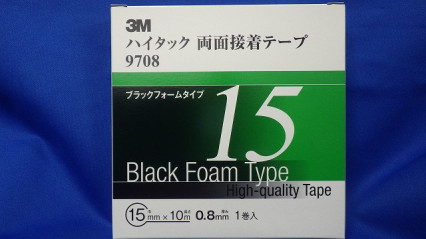 3M
ハイタック 両面接着テープ
9708
ブラックフォームタイプ
15
Black Foam Type
High-quality Tape
15mm × 10m 0.8mm 1巻入